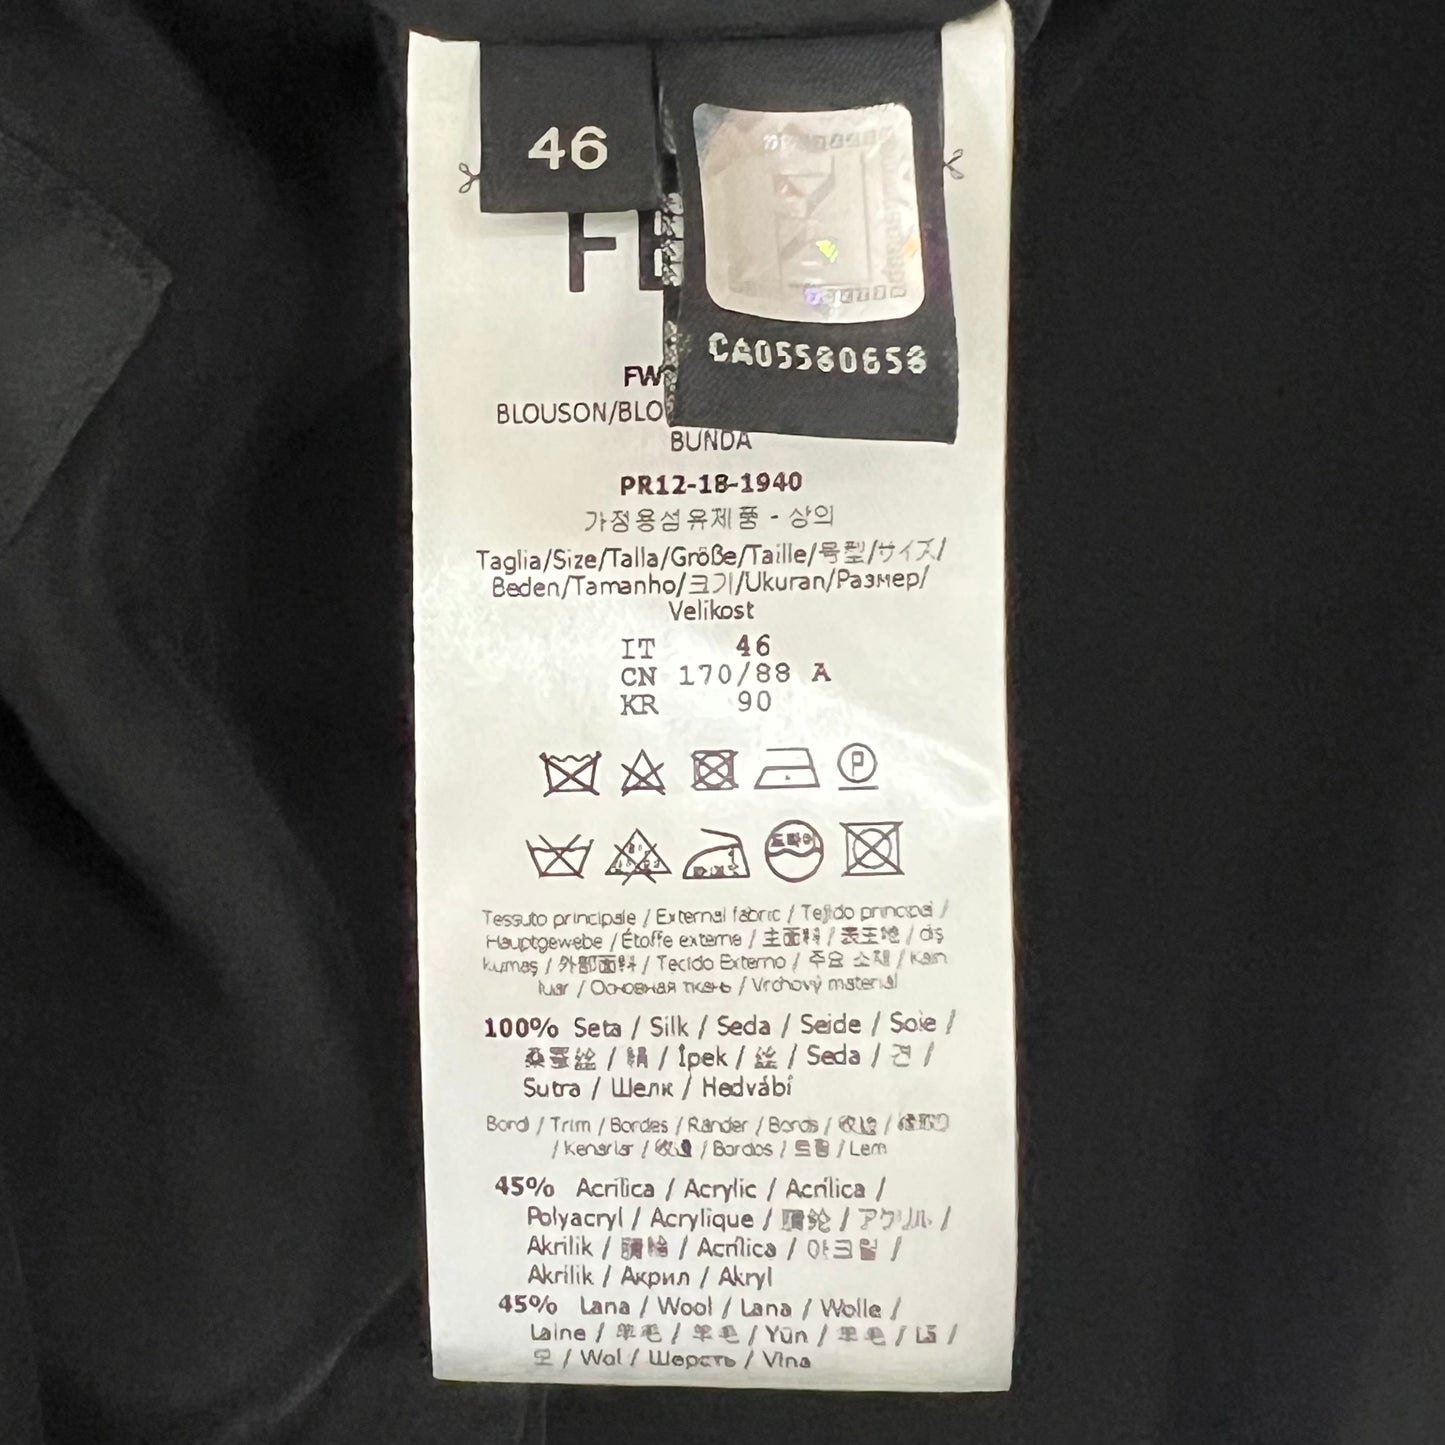 46
FE
CA05580658
FW
BLOUSON/BLO
BUNDA
PR12-18-1940
가정용섬유제품 - 상의
Taglia/Size/Talla/Größe/Taille/号型/サイズ/
Beden/Tamanho/크기/Ukuran/Размер/
Velikost
IT 46
CN 170/88 A
KR 90
P
드라이
Tessuto principale / External fabric / Tejido principal /
Hauptgewebe / Étoffe externe / 主面料 / 表生地 / dış
kumaş / 外部面料 / Tecido Externo / 주요 소재 / Kain
luar / Основная ткань / Vrchový materiál
100% Seta / Silk / Seda / Seide / Soie /
桑蚕丝 / 絹 / İpek / 丝 / Seda / 견 /
Sutra / Шелк / Hedvábí
Bordi / Trim / Bordes / Ränder / Bords /
/ Kenarlar / Bordos / 트림 / Lem
45% Acrilica / Acrylic / Acrílica /
Polyacryl / Acrylique / 腈纶 / アクリル /
Akrilik / 腈纶 / Acrílica / 아크릴 /
Akrilik / Акрил / Akryl
45% Lana / Wool / Lana / Wolle /
Laine / 羊毛 / 羊毛 / Yün / 羊毛 / Lã /
모 / Wol / Шерсть / Vlna